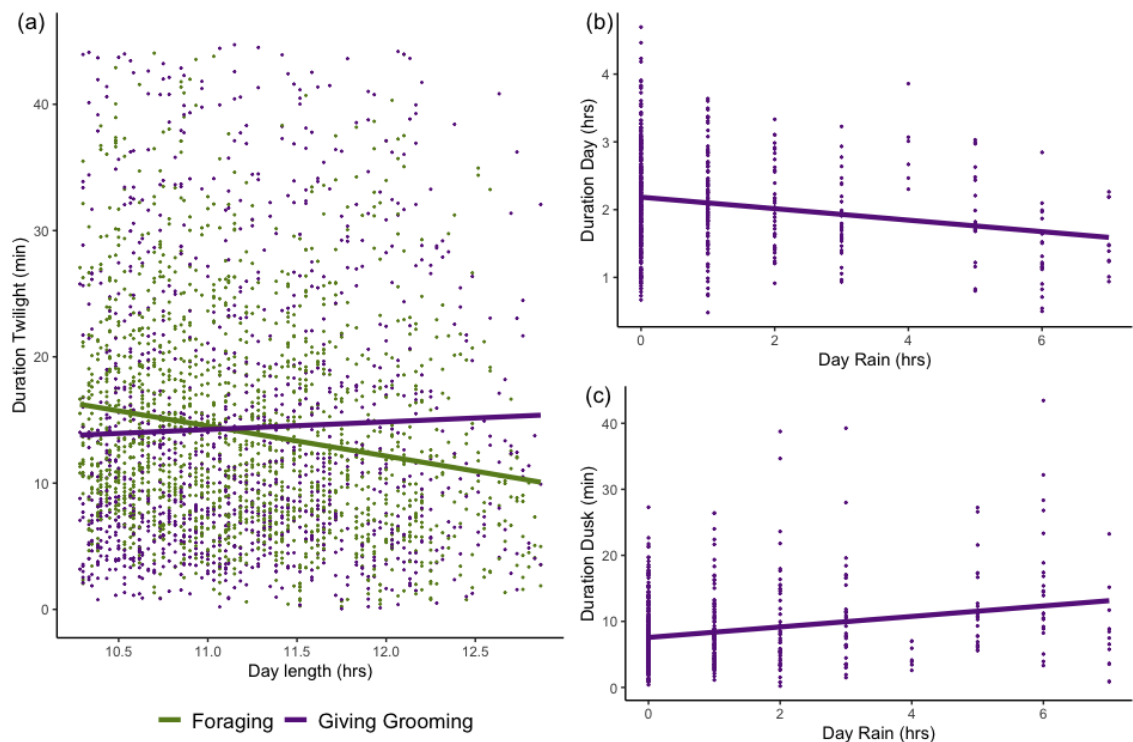 (a)
40
30
20
10
0
Duration Twilight (min)
10.5 11.0 11.5 12.0 12.5
Day length (hrs)
Foraging Giving Grooming
(b)
4
3
2
1
Duration Day (hrs)
0 2 4 6
Day Rain (hrs)
(c)
40
30
20
10
0
Duration Dusk (min)
0 2 4 6
Day Rain (hrs)